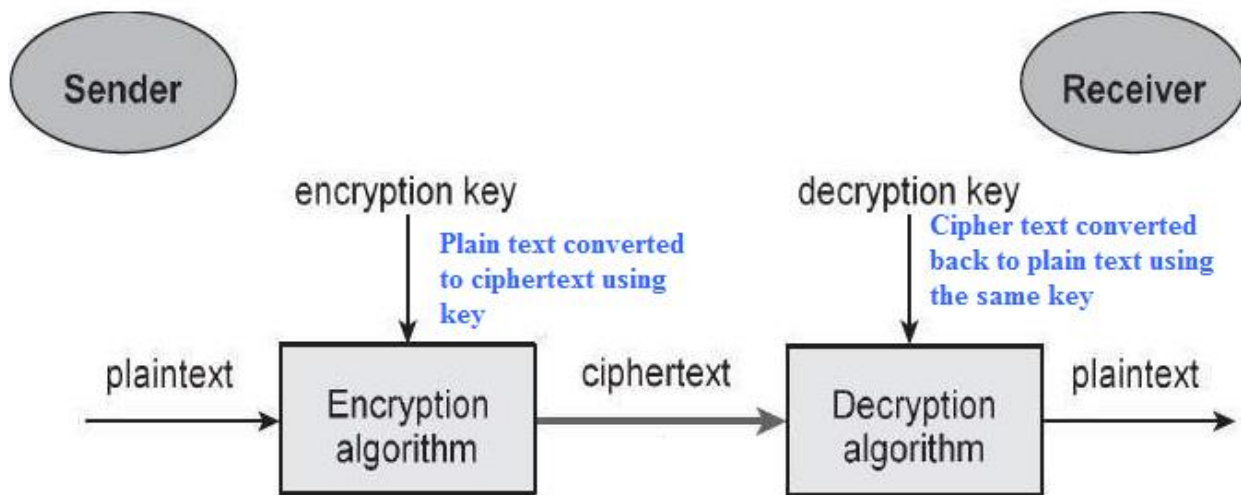 Sender
Receiver
encryption key
decryption key
Plain text converted
to ciphertext using
key
Cipher text converted
back to plain text using
the same key
plaintext
Encryption
algorithm
ciphertext
Decryption
algorithm
plaintext